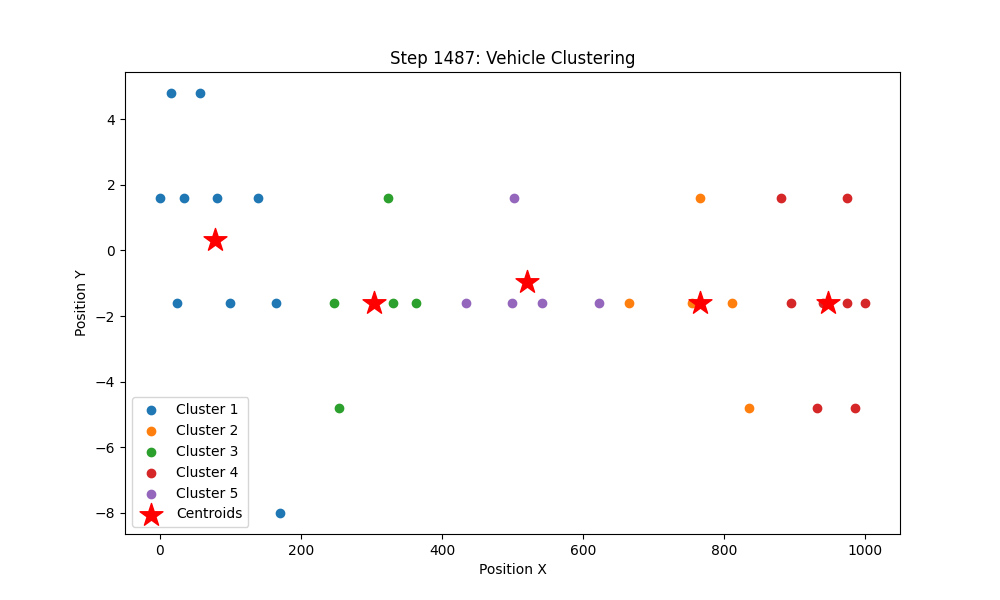 Step 1487: Vehicle Clustering
Position Y
4
2
0
−2
−4
−6
−8
Cluster 1
Cluster 2
Cluster 3
Cluster 4
Cluster 5
Centroids
0 200 400 600 800 1000
Position X